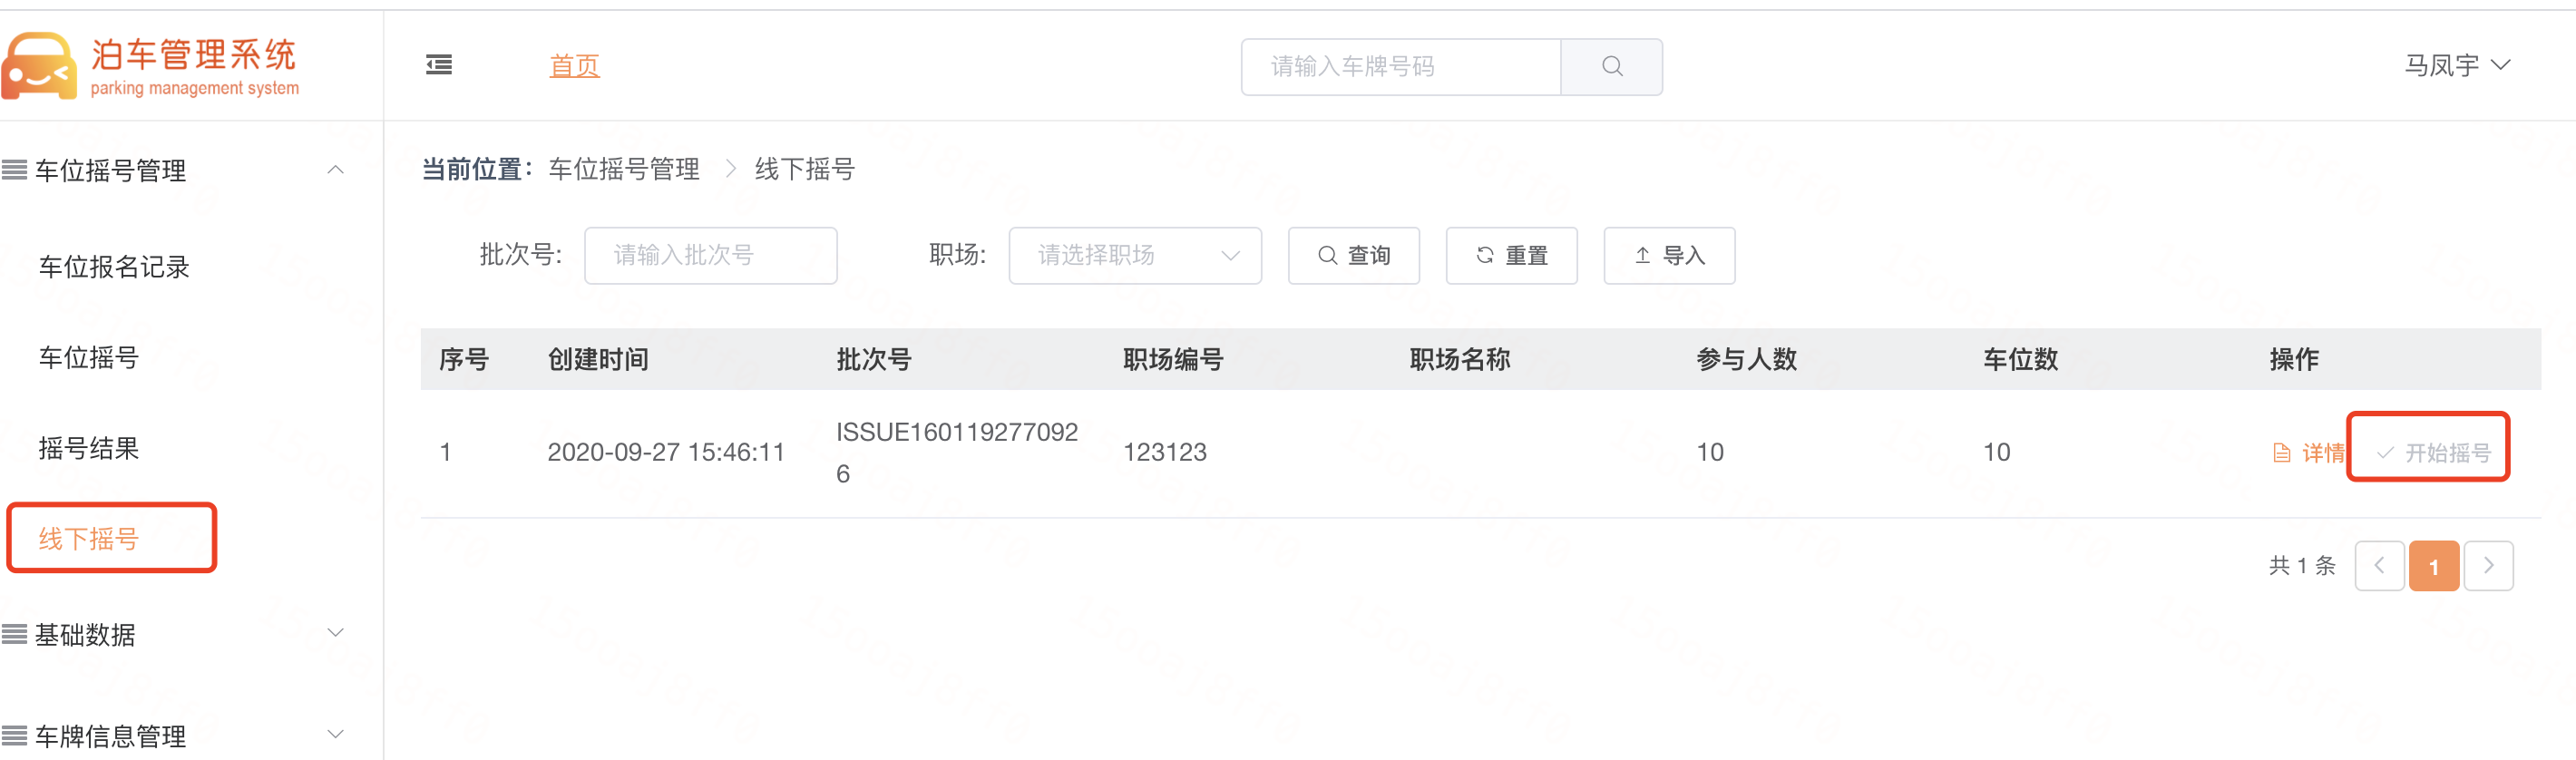 泊车管理系统
parking management system
首页
请输入车牌号码
马凤宇
车位摇号管理
车位报名记录
车位摇号
摇号结果
线下摇号
基础数据
车牌信息管理
当前位置： 车位摇号管理 > 线下摇号
批次号: 请输入批次号 职场: 请选择职场 查询 重置 导入
序号 创建时间 批次号 职场编号 职场名称 参与人数 车位数 操作
1 2020-09-27 15:46:11 ISSUE160119277092 123123 10 10 详情 开始摇号
6
共 1 条 1